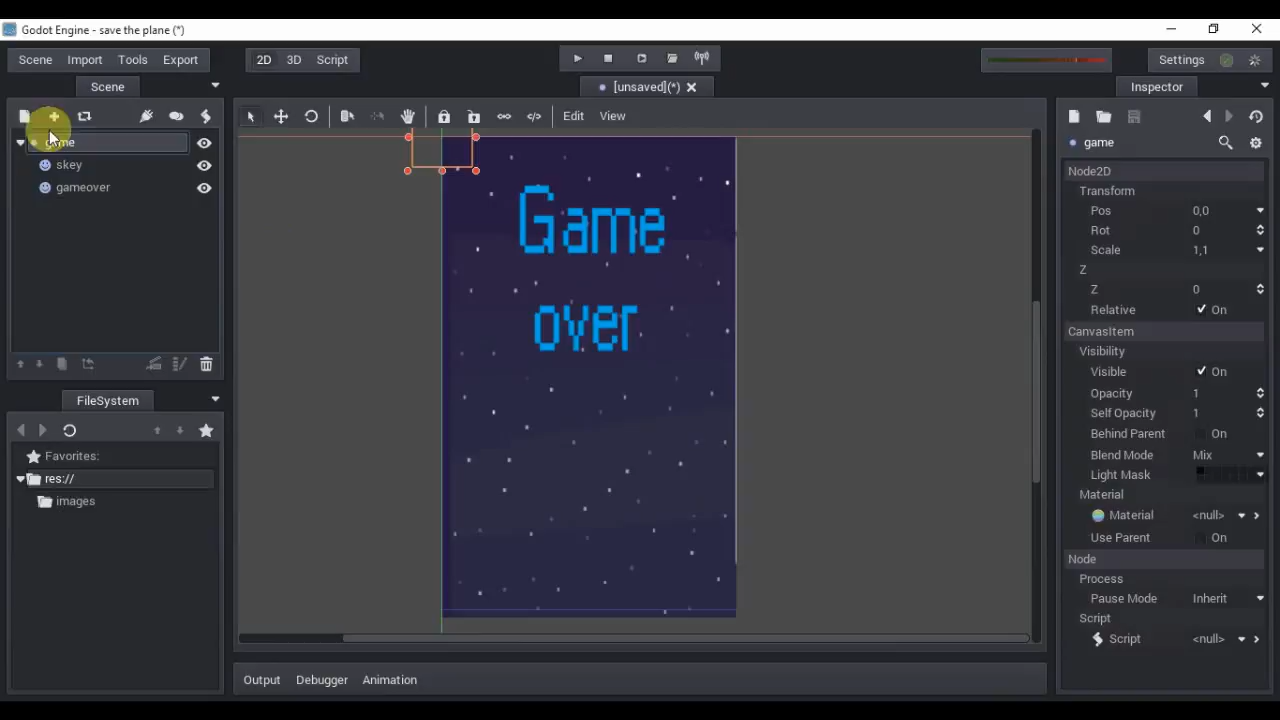 Godot Engine - save the plane (*)
Scene Import Tools Export 2D 3D Script Settings
Scene [unsaved](*) Inspector
Edit View
game
skey
gameover
FileSystem
Favorites:
res://
images
Game
over
Output Debugger Animation
game
Node2D
Transform
Pos 0,0
Rot 0
Scale 1,1
Z
Z 0
Relative On
CanvasItem
Visibility
Visible On
Opacity 1
Self Opacity 1
Behind Parent On
Blend Mode Mix
Light Mask
Material
Material <null>
Use Parent On
Node
Process
Pause Mode Inherit
Script
Script <null>